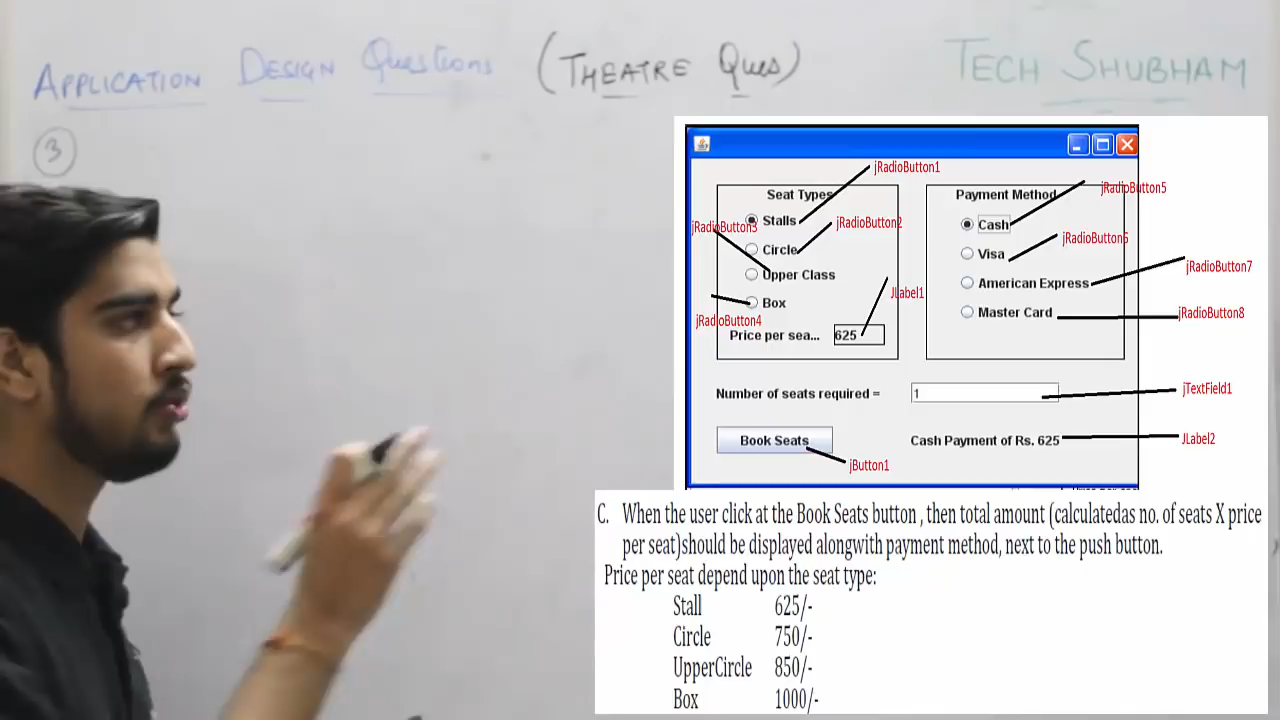 APPLICATION DESIGN Questions (THEATRE Ques)
TECH SHUBHAM
3
jRadioButton1
Seat Types
Stalls
jRadioButton2
jRadioButton3
Circle
Upper Class
JLabel1
Box
jRadioButton4
Price per sea... 625
Payment Method
jRadioButton5
Cash
jRadioButton6
Visa
jRadioButton7
American Express
Master Card
jRadioButton8
Number of seats required = 1
jTextField1
Book Seats
Cash Payment of Rs. 625
JLabel2
jButton1
C. When the user click at the Book Seats button , then total amount (calculatedas no. of seats X price
per seat)should be displayed alongwith payment method, next to the push button.
Price per seat depend upon the seat type:
Stall 625/-
Circle 750/-
UpperCircle 850/-
Box 1000/-